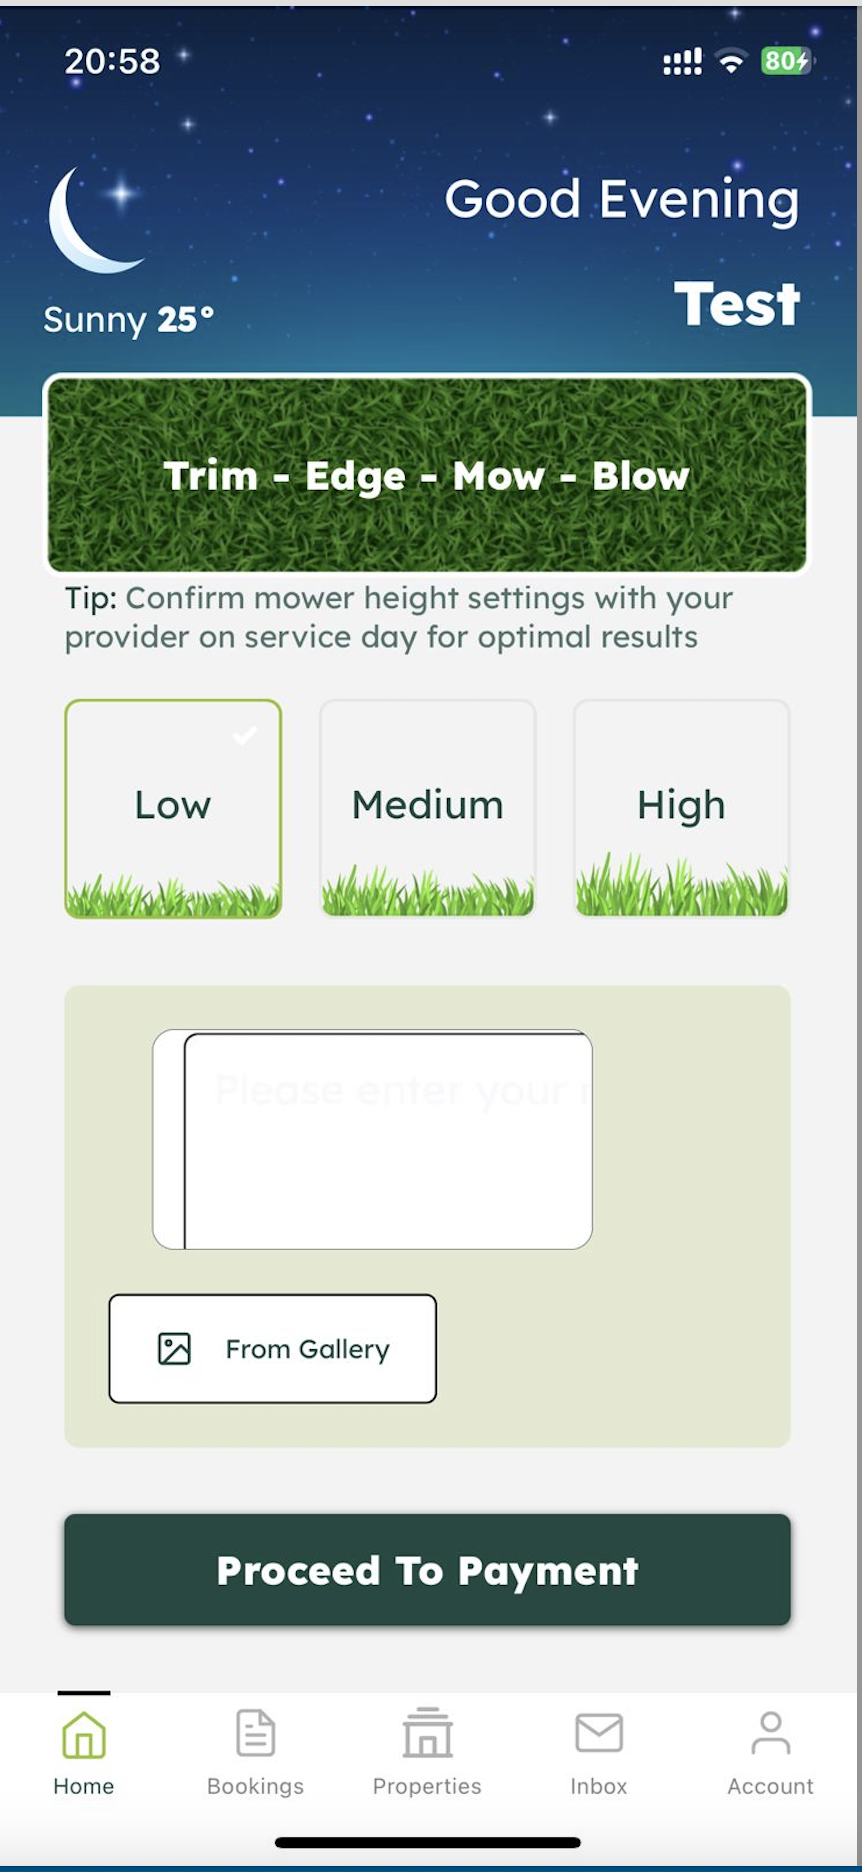 20:58
80
Good Evening
Test
Sunny 25°
Trim - Edge - Mow - Blow
Tip: Confirm mower height settings with your
provider on service day for optimal results
Low
Medium
High
Please enter your
From Gallery
Proceed To Payment
Home
Bookings
Properties
Inbox
Account